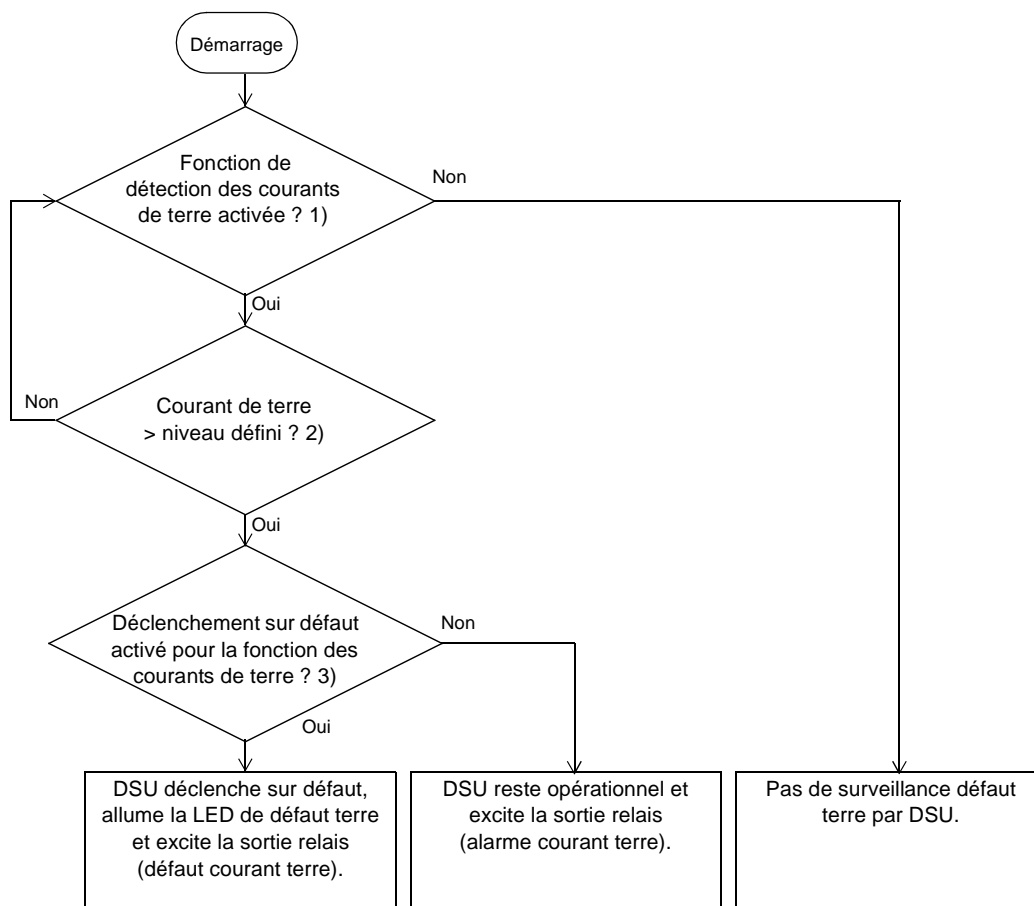 Démarrage
Fonction de
détection des courants
de terre activée ? 1)
Non
Oui
Non
Courant de terre
> niveau défini ? 2)
Oui
Déclenchement sur défaut
activé pour la fonction des
courants de terre ? 3)
Non
Oui
DSU déclenche sur défaut,
allume la LED de défaut terre
et excite la sortie relais
(défaut courant terre).
DSU reste opérationnel et
excite la sortie relais
(alarme courant terre).
Pas de surveillance défaut
terre par DSU.